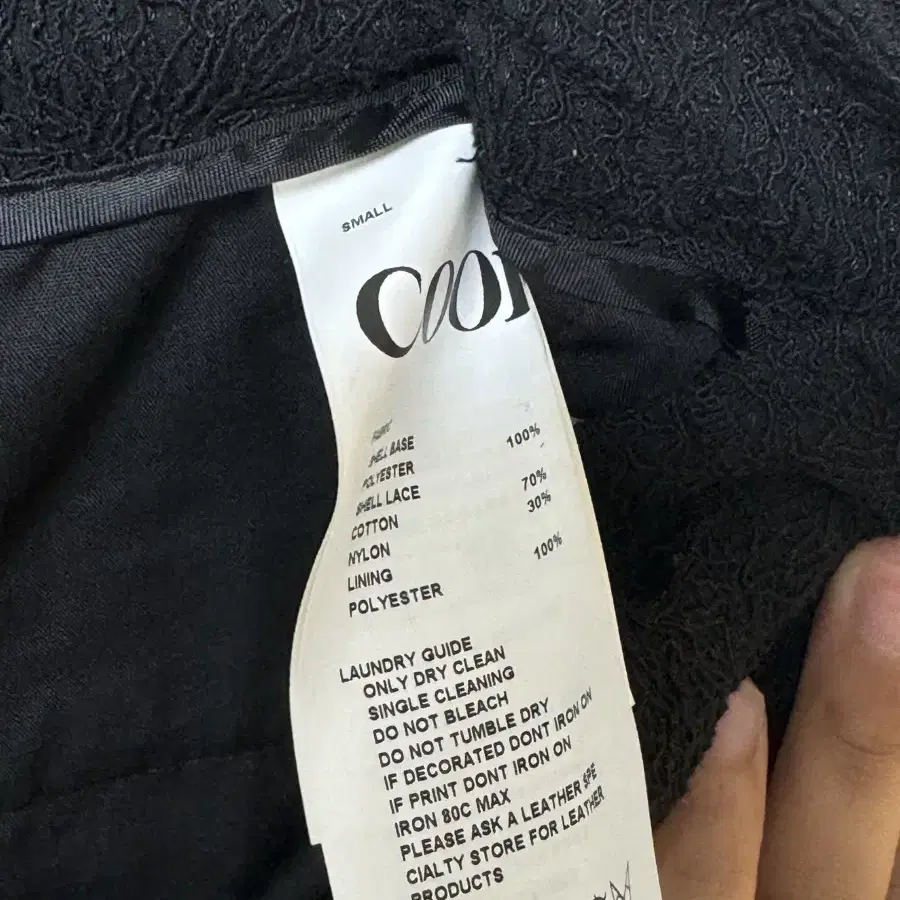 SMALL
COOI
FABRIC
SHELL BASE
POLYESTER 100%
SHELL LACE
COTTON 70%
NYLON 30%
LINING
POLYESTER 100%
LAUNDRY GUIDE
ONLY DRY CLEAN
SINGLE CLEANING
DO NOT BLEACH
DO NOT TUMBLE DRY
IF DECORATED DONT IRON ON
IF PRINT DONT IRON ON
IRON 80C MAX
PLEASE ASK A LEATHER SPE
CIALTY STORE FOR LEATHER
PRODUCTS